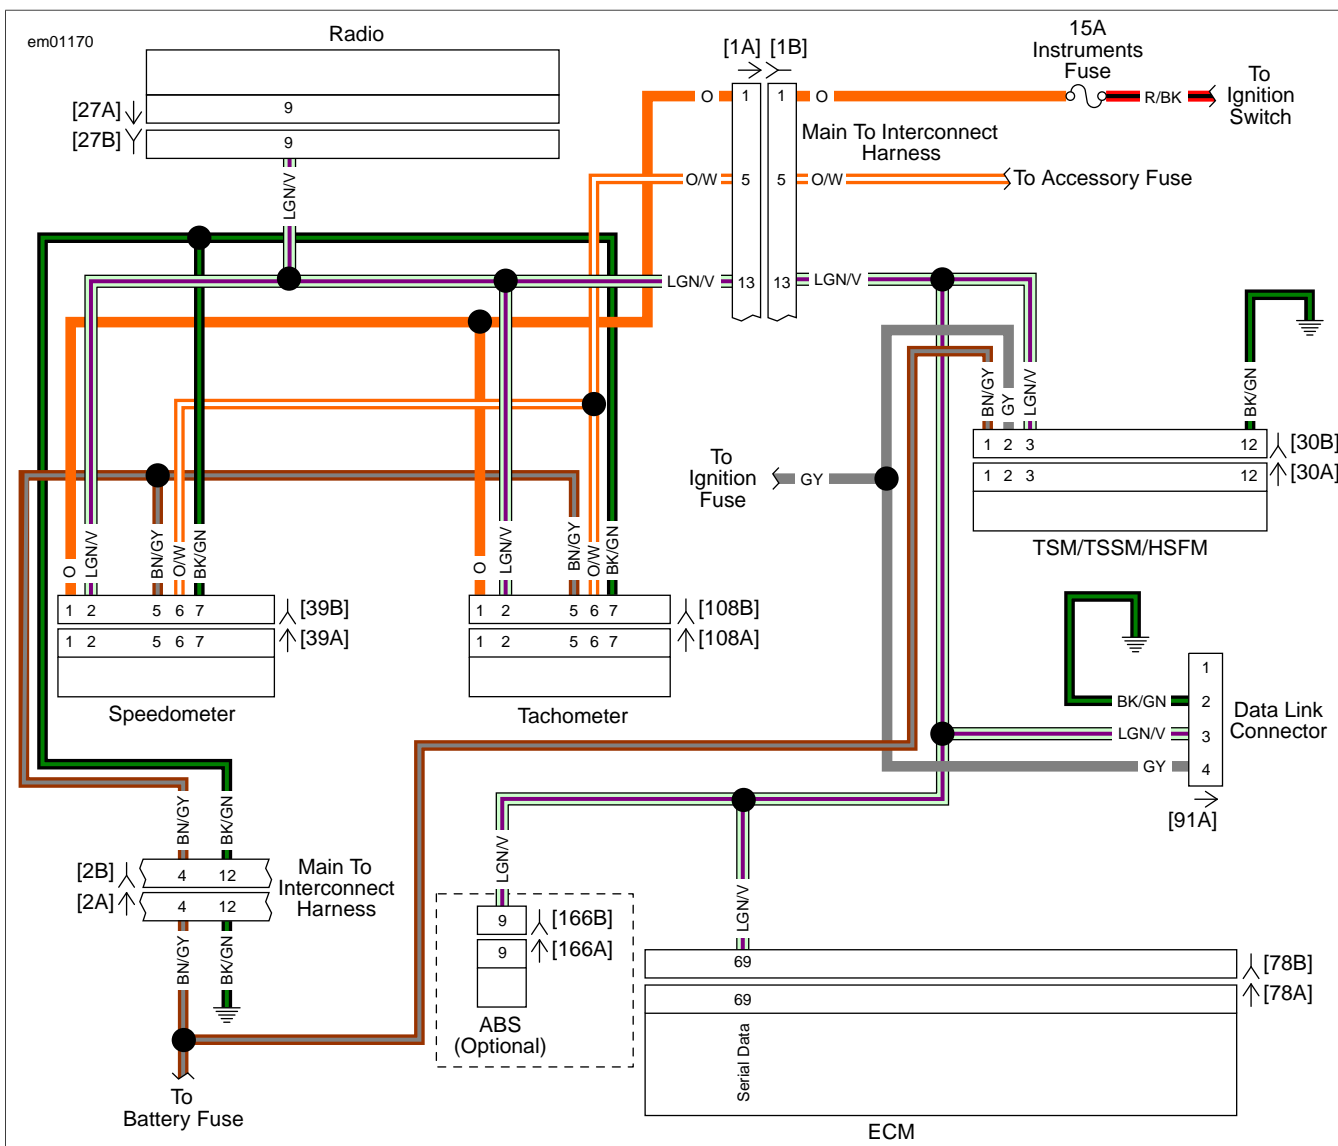 em01170
Radio
[27A]
9
[27B]
9
LGN/V
[1A] [1B]
15A
Instruments
Fuse
To
Ignition
Switch
O
1
1
O
R/BK
Main To Interconnect
Harness
O/W
5
5
O/W
To Accessory Fuse
LGN/V
13
13
LGN/V
BN/GY
GY
LGN/V
BK/GN
1 2 3 12
[30B]
1 2 3 12
[30A]
TSM/TSSM/HSFM
To
Ignition
Fuse
GY
O
LGN/V
BN/GY
O/W
BK/GN
1 2 5 6 7
[39B]
1 2 5 6 7
[39A]
Speedometer
O
LGN/V
BN/GY
O/W
BK/GN
1 2 5 6 7
[108B]
1 2 5 6 7
[108A]
Tachometer
1
BK/GN
2
LGN/V
3
GY
4
Data Link
Connector
[91A]
BN/GY
BK/GN
[2B]
4 12
[2A]
4 12
Main To
Interconnect
Harness
BN/GY
BK/GN
To
Battery Fuse
LGN/V
9
[166B]
9
[166A]
ABS
(Optional)
LGN/V
69
[78B]
69
[78A]
Serial Data
ECM